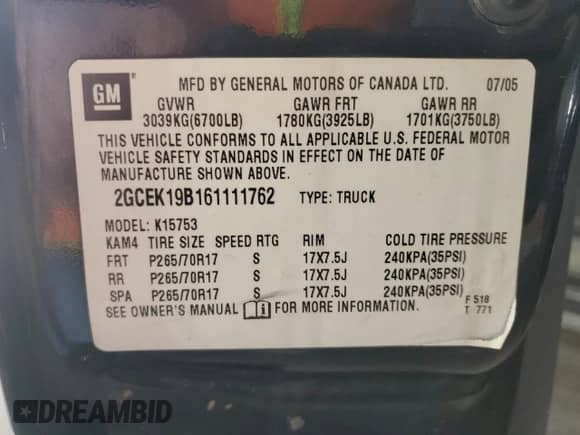 GM
MFD BY GENERAL MOTORS OF CANADA LTD. 07/05
GVWR GAWR FRT GAWR RR
3039KG(6700LB) 1780KG(3925LB) 1701KG(3750LB)
THIS VEHICLE CONFORMS TO ALL APPLICABLE U.S. FEDERAL MOTOR
VEHICLE SAFETY STANDARDS IN EFFECT ON THE DATE OF
MANUFACTURE SHOWN ABOVE.
2GCEK19B161111762 TYPE: TRUCK
MODEL: K15753
KAM4 TIRE SIZE SPEED RTG RIM COLD TIRE PRESSURE
FRT P265/70R17 S 17X7.5J 240KPA(35PSI)
RR P265/70R17 S 17X7.5J 240KPA(35PSI)
SPA P265/70R17 S 17X7.5J 240KPA(35PSI)
SEE OWNER'S MANUAL FOR MORE INFORMATION.
F 518
T 771
DREAMBID